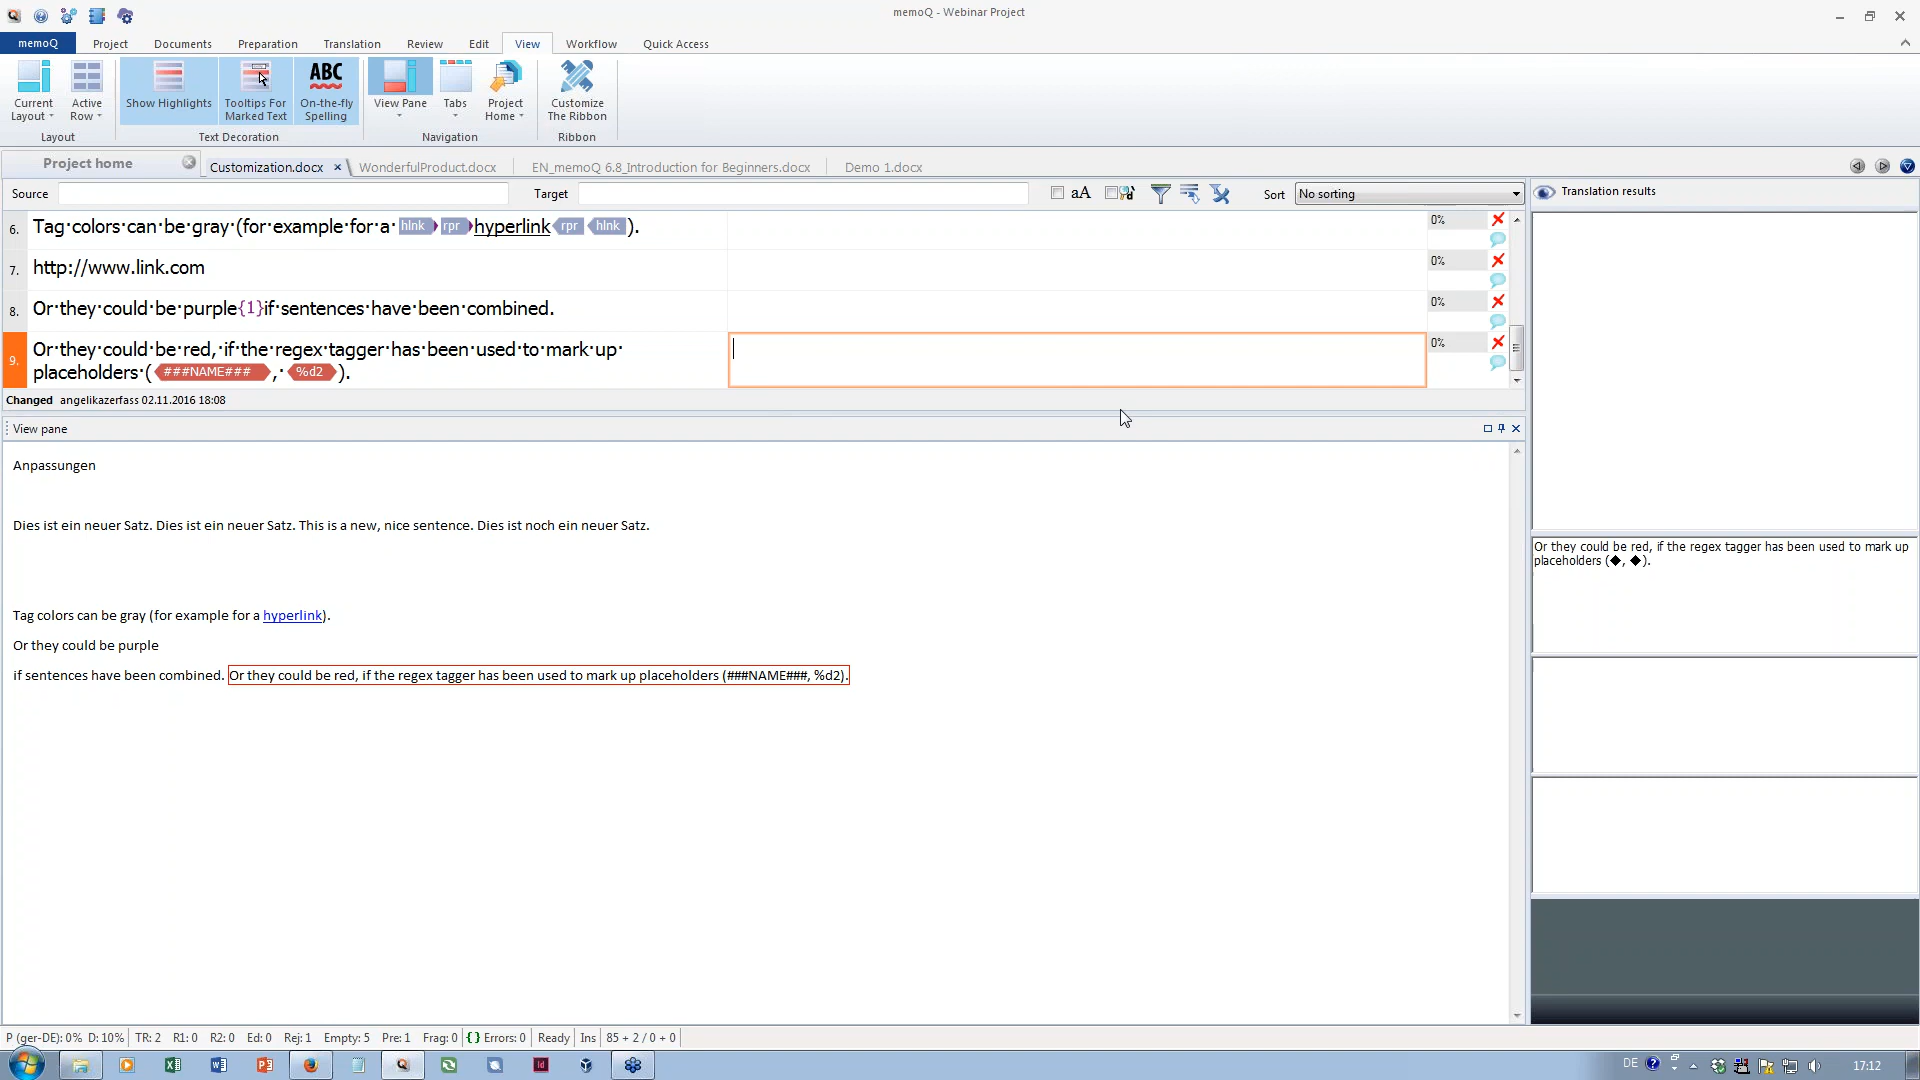 memoQ - Webinar Project
memoQ Project Documents Preparation Translation Review Edit View Workflow Quick Access
Current Layout
Active Row
Show Highlights
Tooltips For Marked Text
ABC
On-the-fly Spelling
View Pane
Tabs
Project Home
Customize The Ribbon
Layout Text Decoration Navigation Ribbon
Project home Customization.docx WonderfulProduct.docx EN_memoQ 6.8_Introduction for Beginners.docx Demo 1.docx
Source Target aA Sort No sorting
Translation results
6. Tag·colors·can·be·gray·(for·example·for·a· hlnk rpr hyperlink rpr hlnk ). 0%
7. http://www.link.com 0%
8. Or·they·could·be·purple{1}if·sentences·have·been·combined. 0%
9. Or·they·could·be·red,·if·the·regex·tagger·has·been·used·to·mark·up· 0%
placeholders·( ###NAME### ,· %d2 ).
Changed angelikazerfass 02.11.2016 18:08
View pane
Anpassungen
Dies ist ein neuer Satz. Dies ist ein neuer Satz. This is a new, nice sentence. Dies ist noch ein neuer Satz.
Tag colors can be gray (for example for a hyperlink).
Or they could be purple
if sentences have been combined. Or they could be red, if the regex tagger has been used to mark up placeholders (###NAME###, %d2).
Or they could be red, if the regex tagger has been used to mark up
placeholders (◆, ◆).
P (ger-DE): 0% D: 10% TR: 2 R1: 0 R2: 0 Ed: 0 Rej: 1 Empty: 5 Pre: 1 Frag: 0 {} Errors: 0 Ready Ins 85 + 2 / 0 + 0
DE 17:12